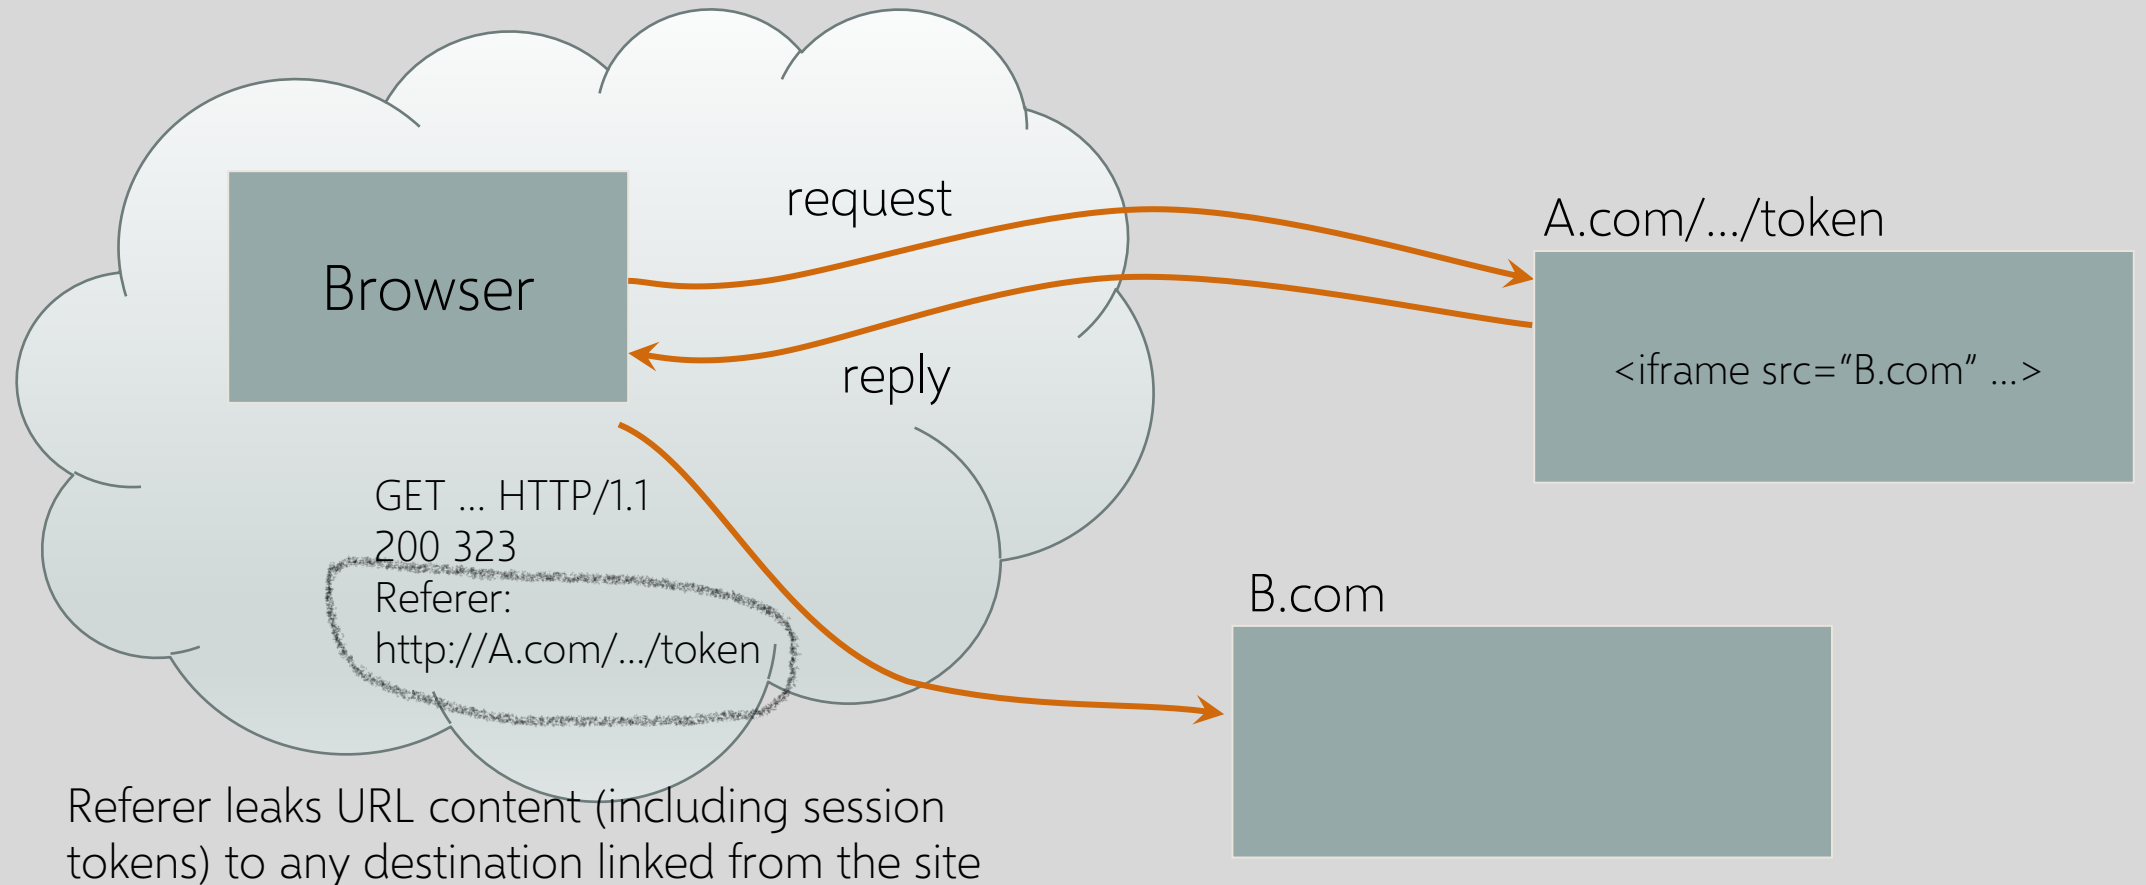 request
A.com/.../token
Browser
<iframe src="B.com" ...>
reply
GET ... HTTP/1.1
200 323
Referer:
http://A.com/.../token
B.com
Referer leaks URL content (including session
tokens) to any destination linked from the site